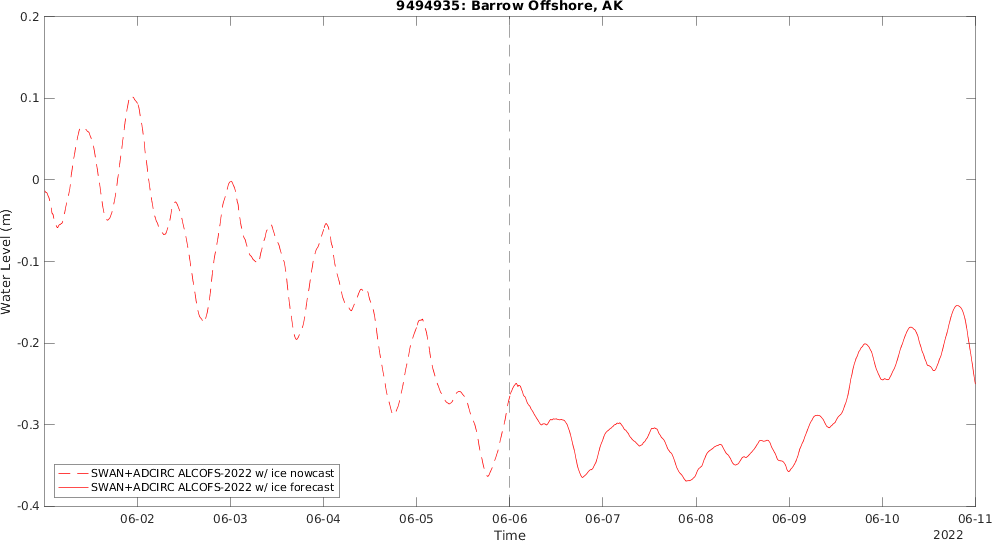 9494935: Barrow Offshore, AK
0.2
0.1
0
-0.1
-0.2
-0.3
-0.4
Water Level (m)
SWAN+ADCIRC ALCOFS-2022 w/ ice nowcast
SWAN+ADCIRC ALCOFS-2022 w/ ice forecast
06-02 06-03 06-04 06-05 06-06 06-07 06-08 06-09 06-10 06-11
Time
2022